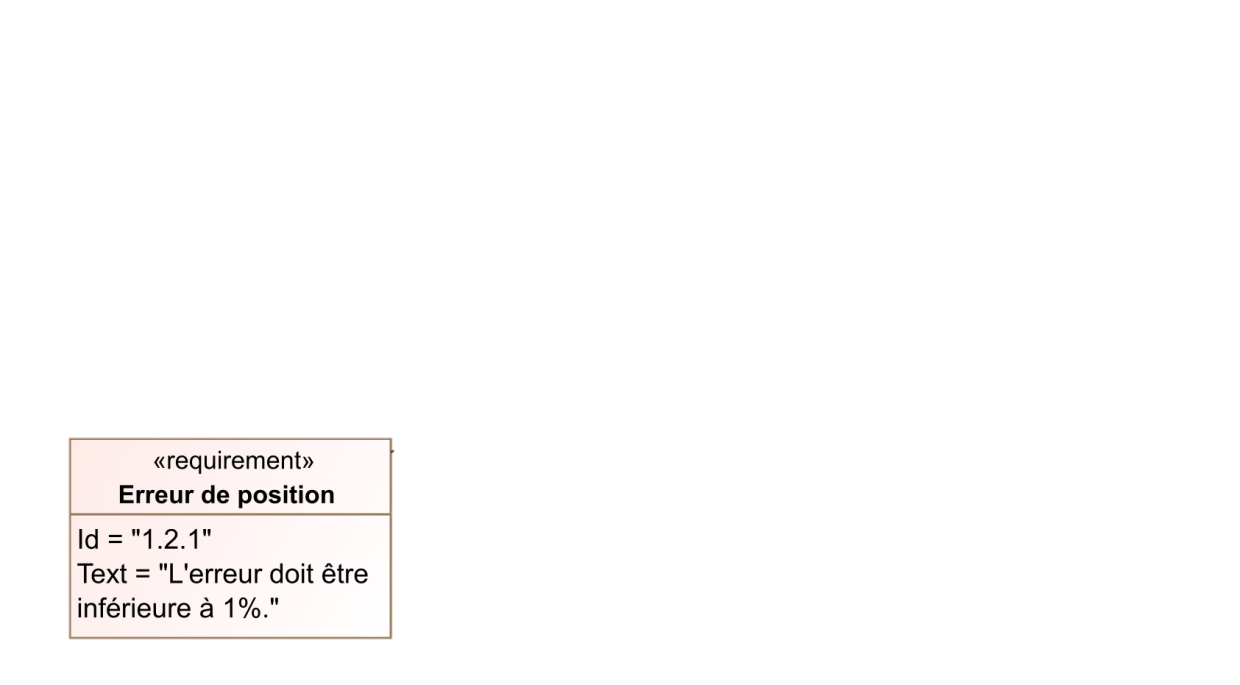 «requirement»
Erreur de position
Id = "1.2.1"
Text = "L'erreur doit être
inférieure à 1%."